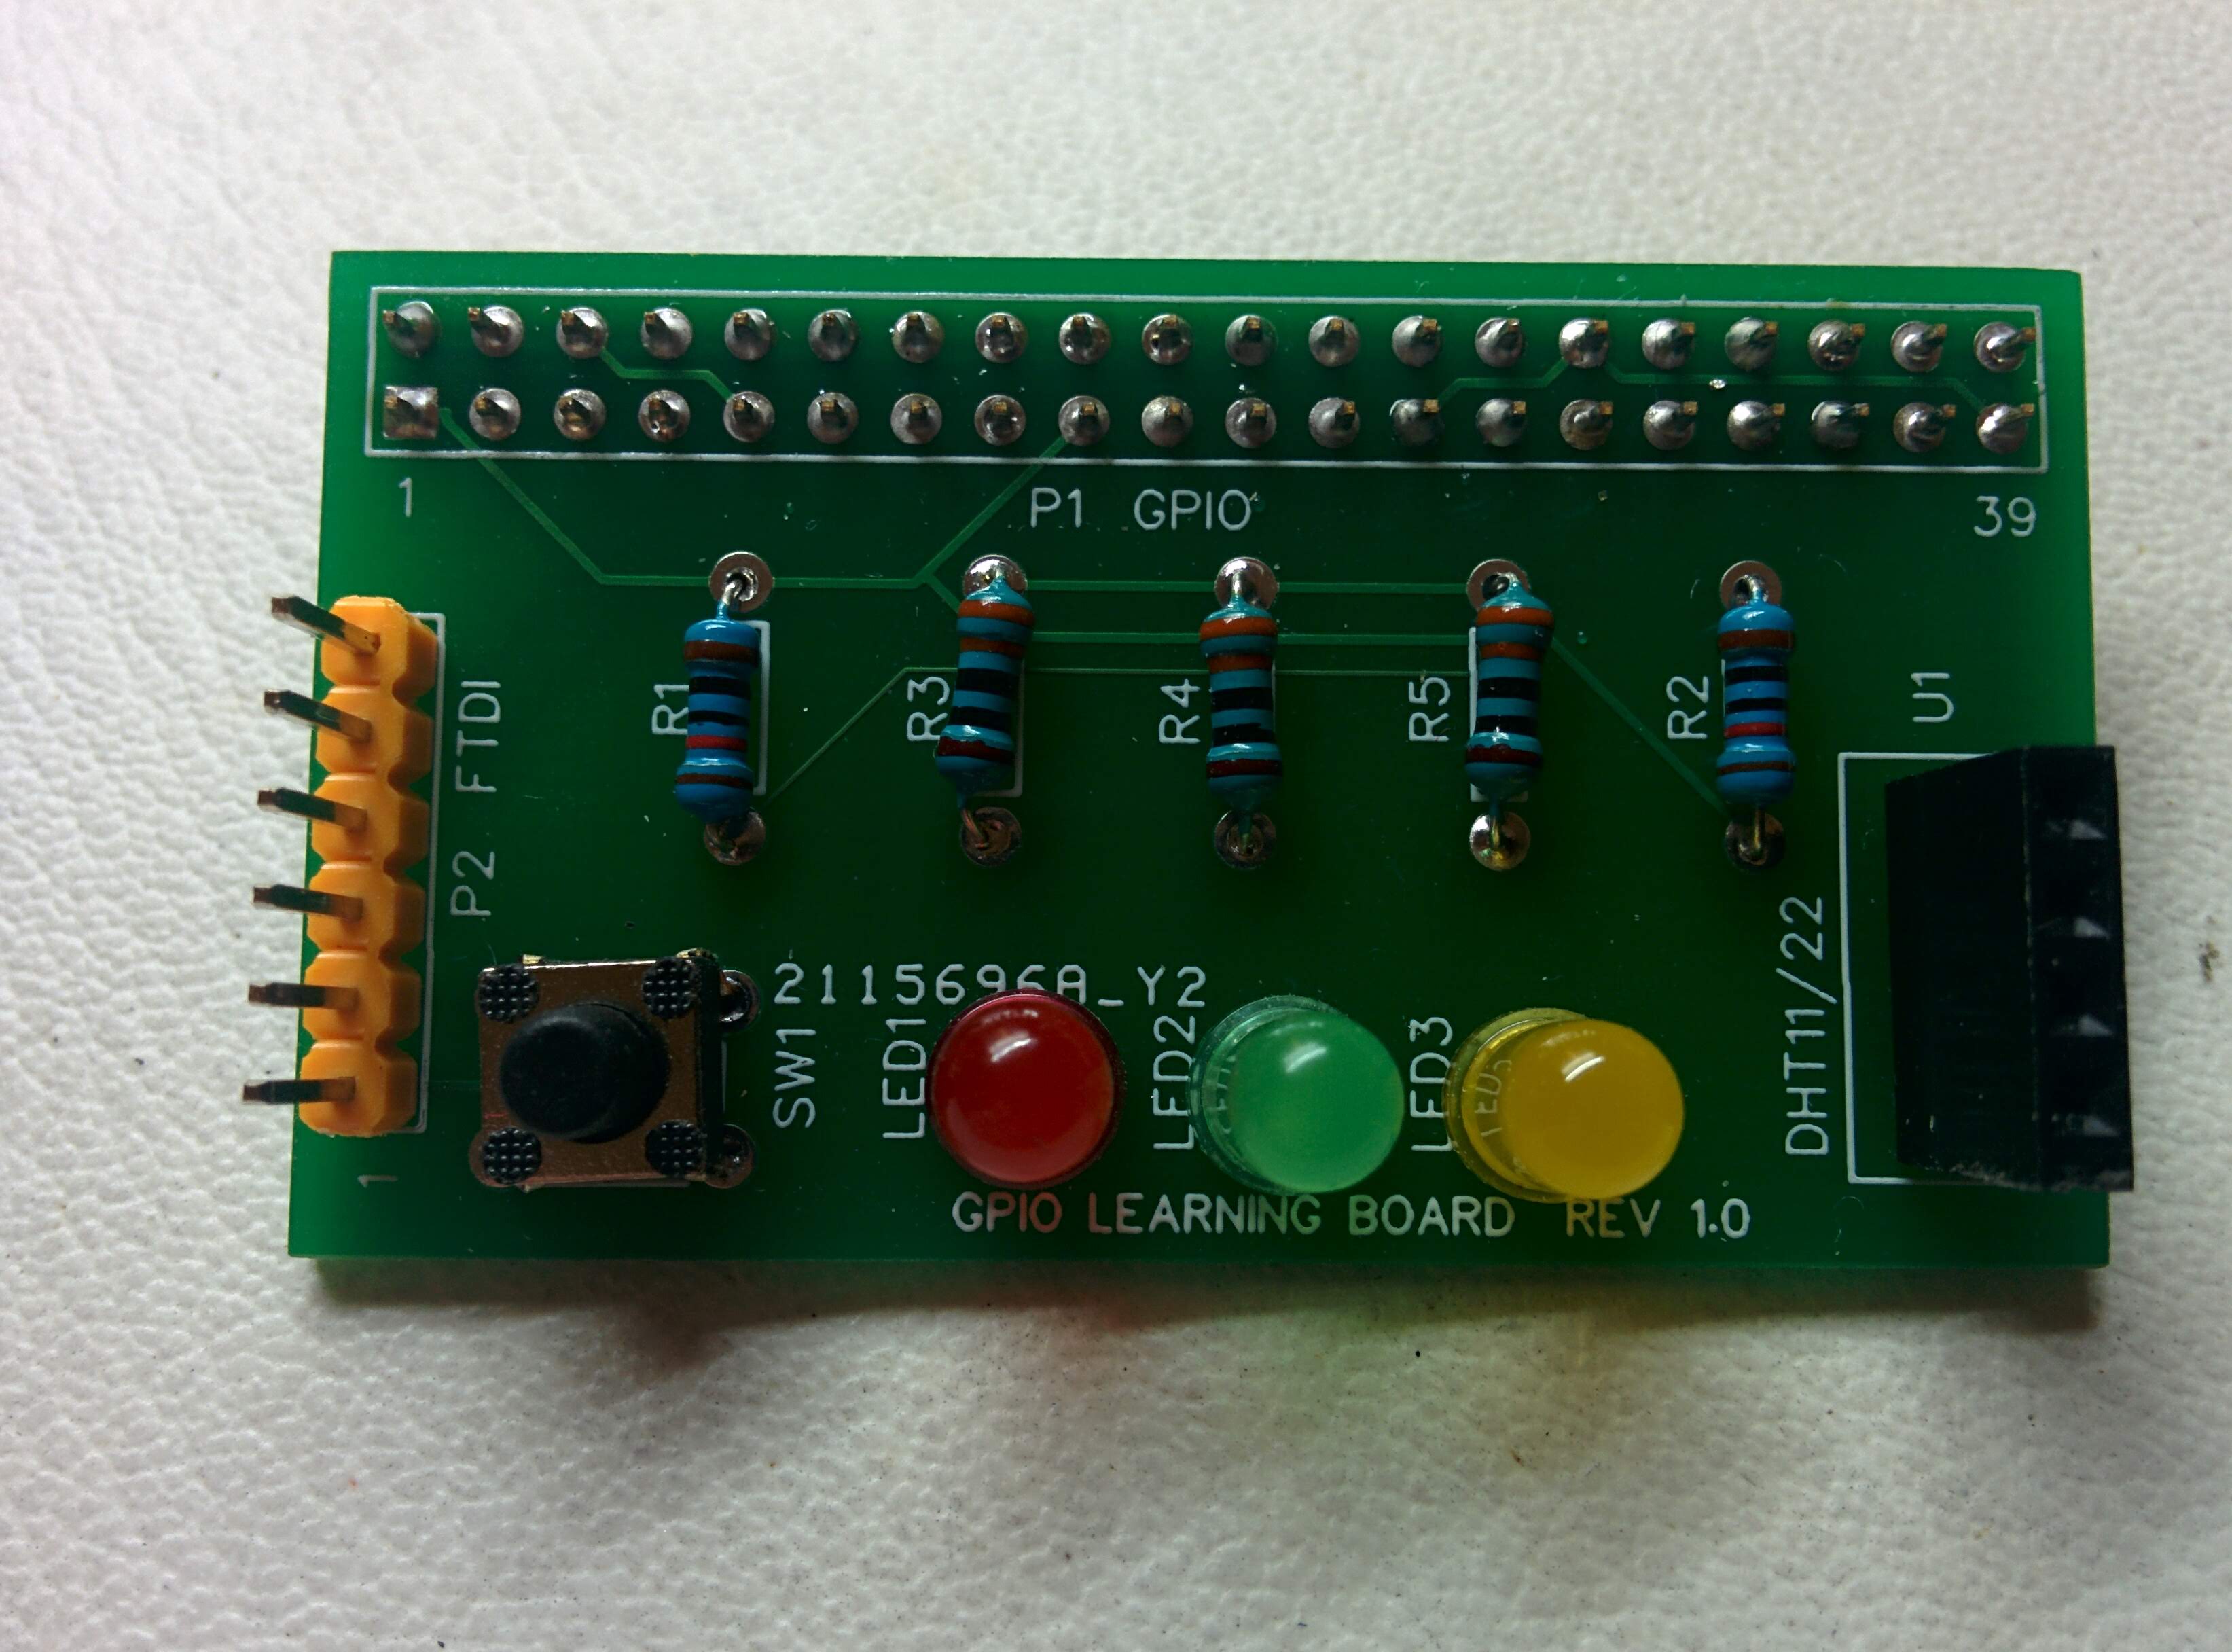 1
P1 GPIO
39
R1
R3
R4
R5
R2
U1
P2 FTDI
DHT11/22
2115696A_Y2
SW1
LED1
LED2
LED3
1
GPIO LEARNING BOARD REV 1.0